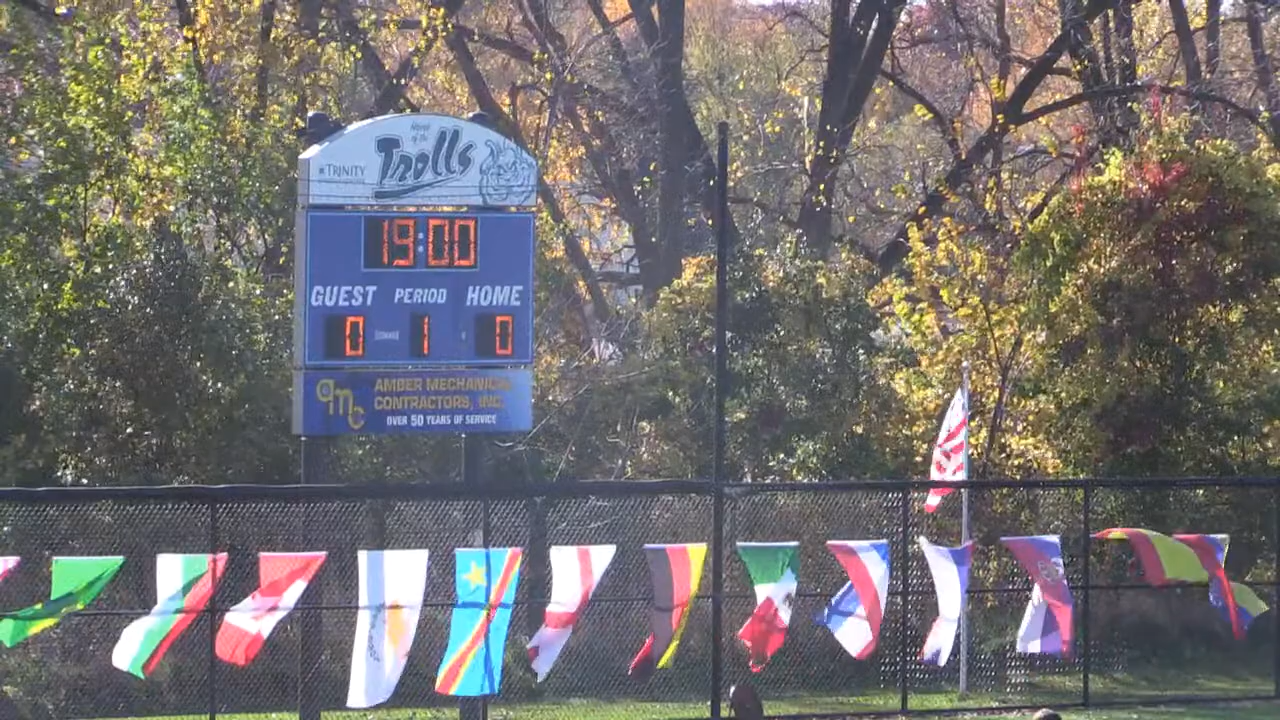 Home
of the
Trolls
TRINITY
19:00
GUEST PERIOD HOME
0 1 0
amc
AMBER MECHANICAL
CONTRACTORS, INC.
OVER 50 YEARS OF SERVICE